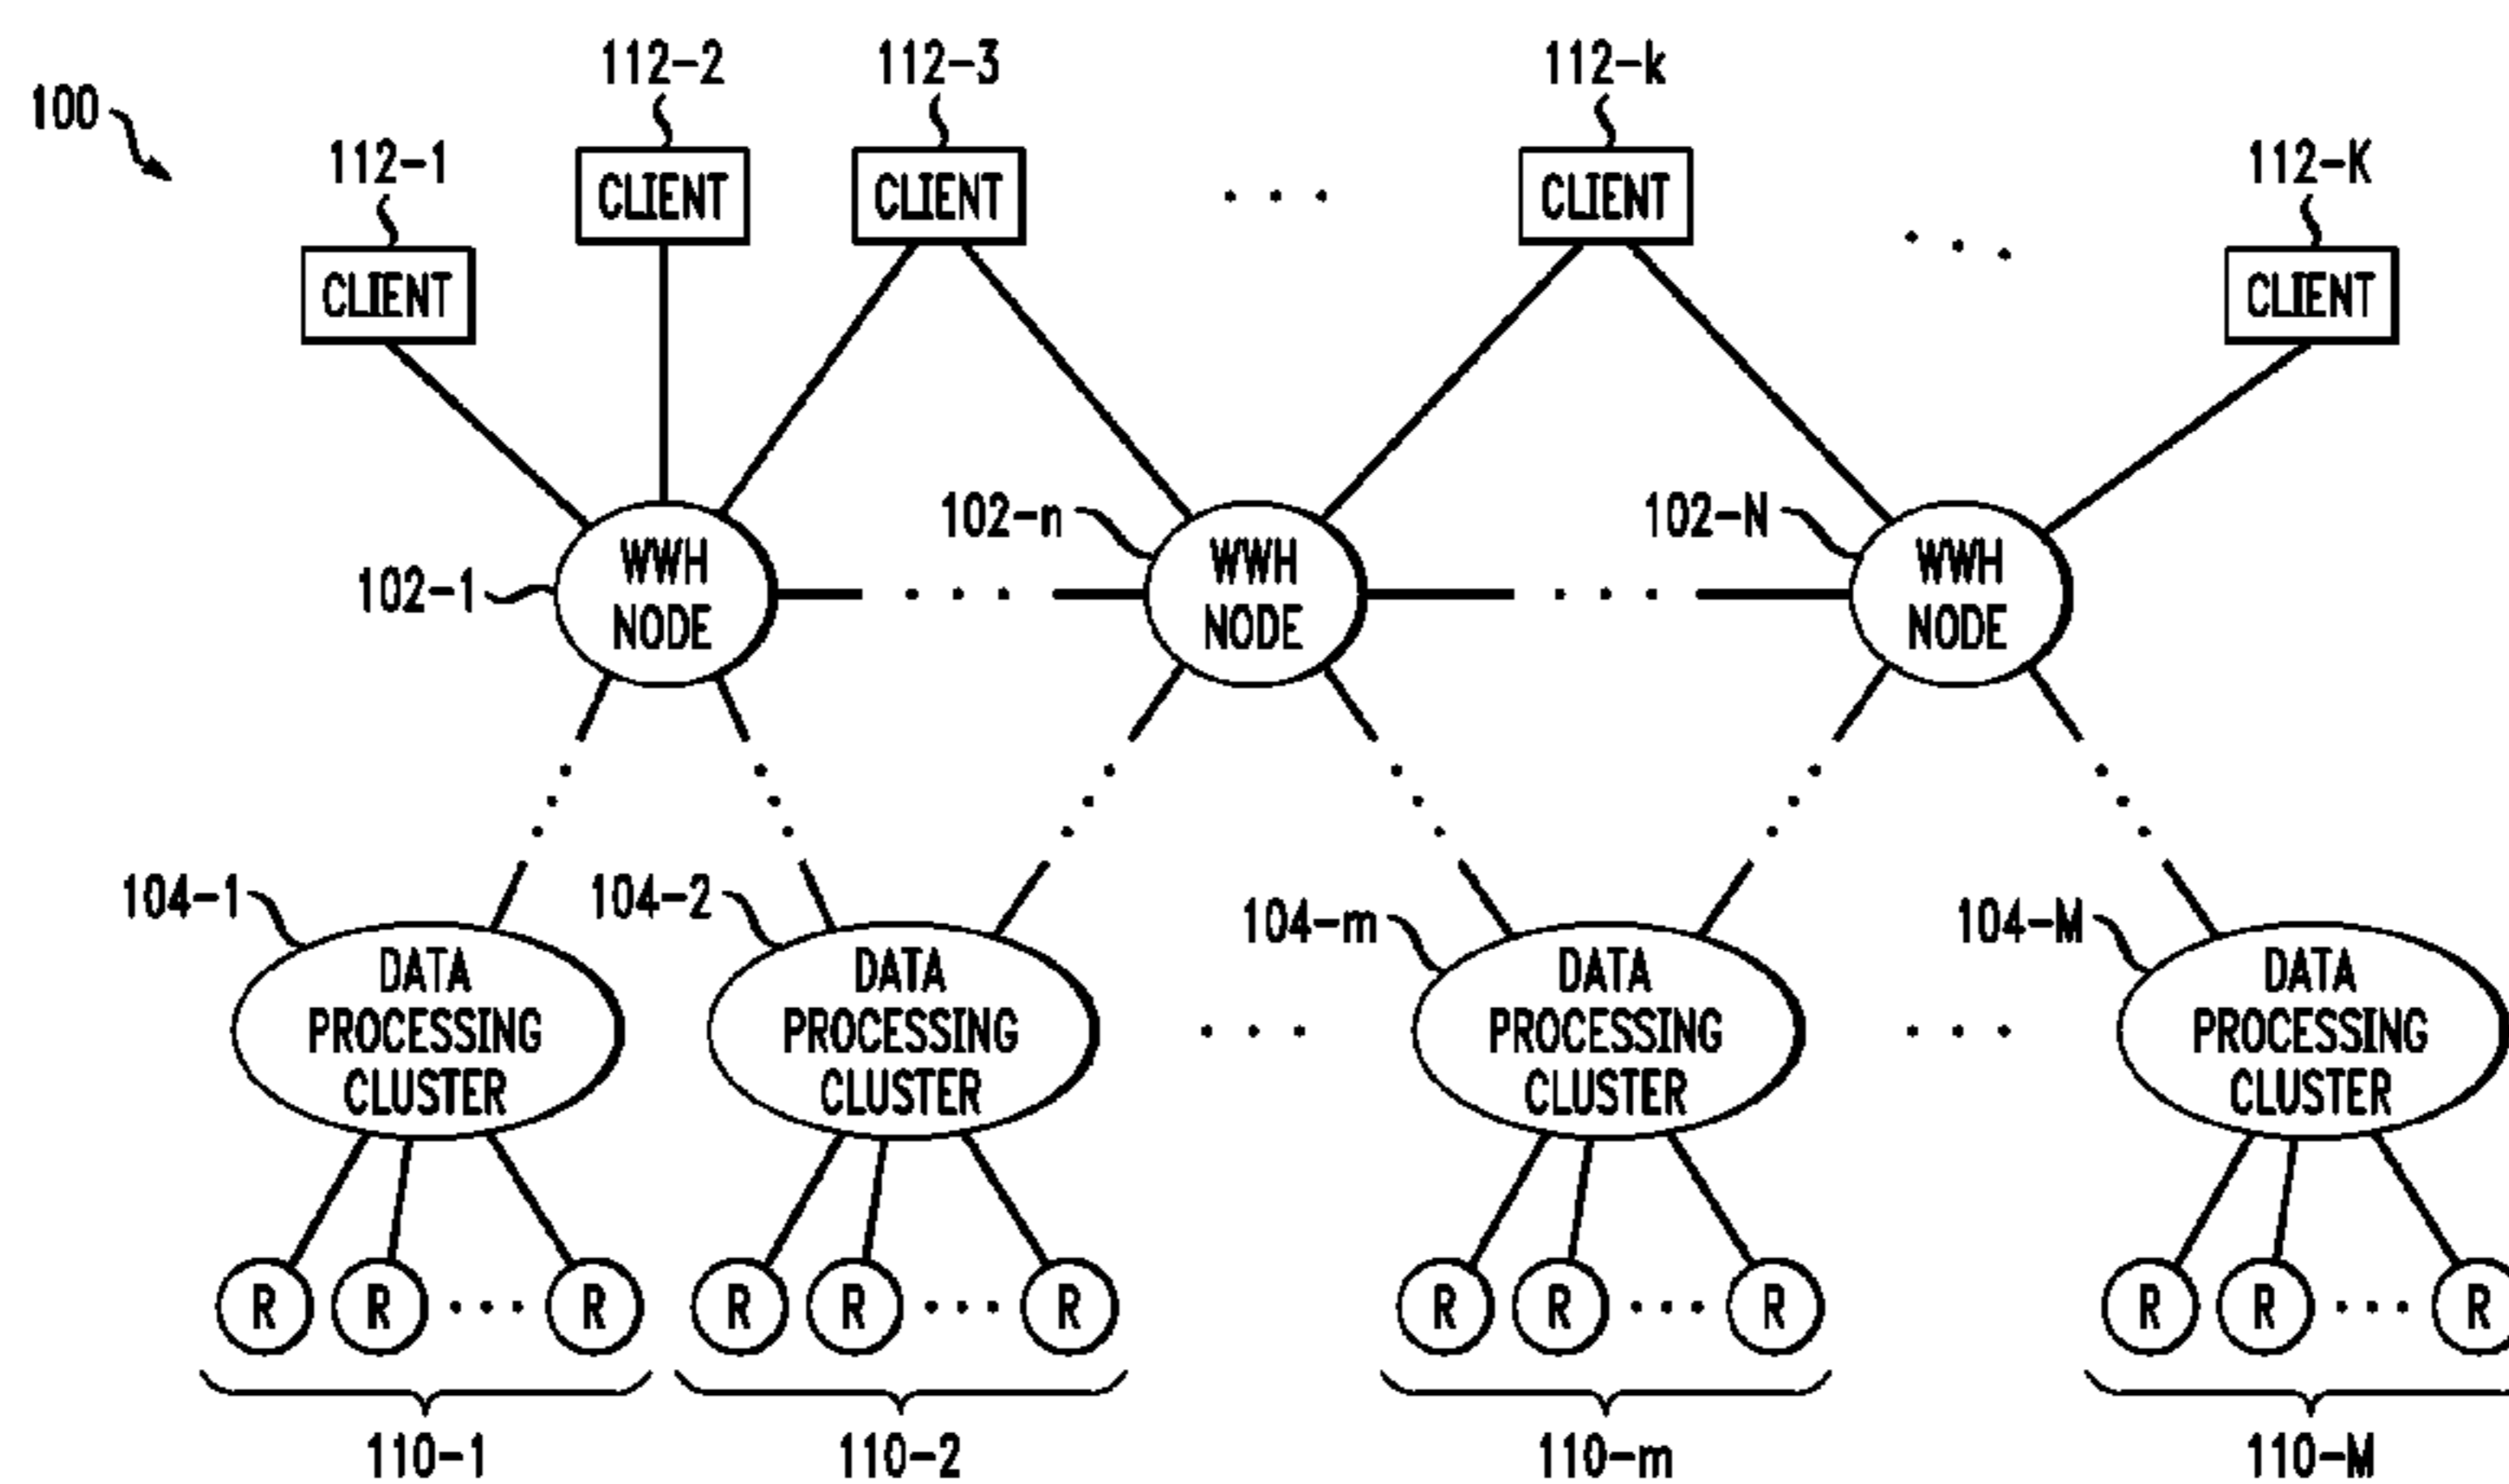 100
112-1
112-2
112-3
112-k
112-K
CLIENT
CLIENT
CLIENT
CLIENT
CLIENT
102-1
102-n
102-N
WWH
NODE
WWH
NODE
WWH
NODE
104-1
104-2
104-m
104-M
DATA
PROCESSING
CLUSTER
DATA
PROCESSING
CLUSTER
DATA
PROCESSING
CLUSTER
DATA
PROCESSING
CLUSTER
R R ... R
R R ... R
R R ... R
R R ... R
110-1
110-2
110-m
110-M